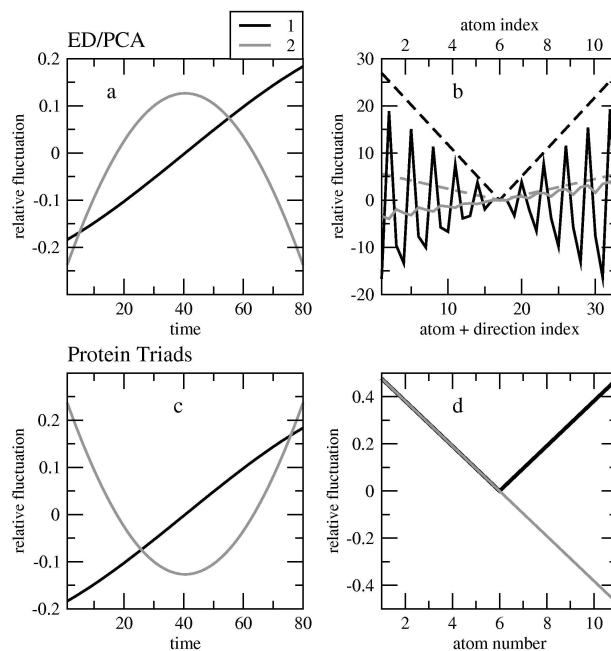 ED/PCA
1
2
a
0.2
0.1
0
-0.1
-0.2
relative fluctuation
20
40
60
80
time
atom index
2
4
6
8
10
b
30
20
10
0
-10
-20
relative fluctuation
10
20
30
atom + direction index
Protein Triads
c
0.2
0.1
0
-0.1
-0.2
relative fluctuation
20
40
60
80
time
d
0.4
0.2
0
-0.2
-0.4
relative fluctuation
2
4
6
8
10
atom number